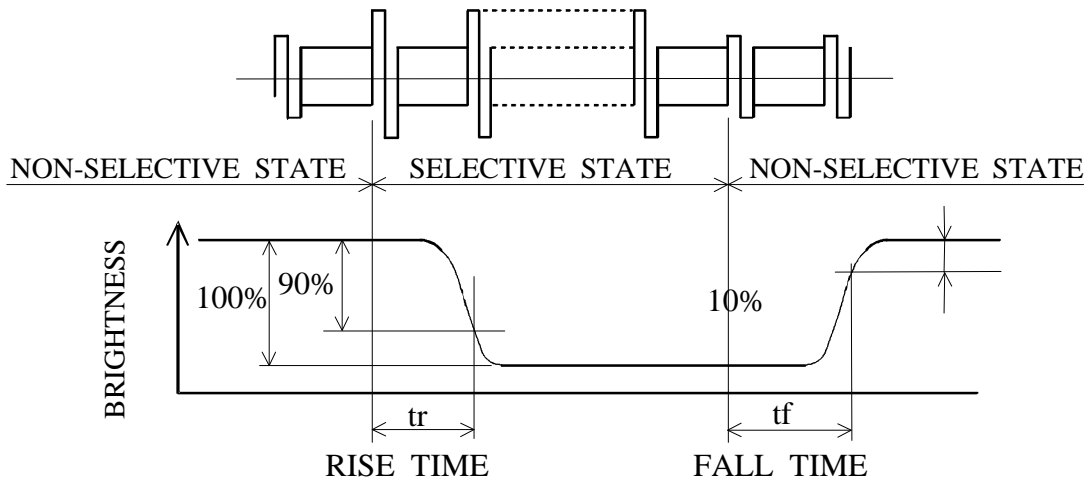 NON-SELECTIVE STATE
SELECTIVE STATE
NON-SELECTIVE STATE
BRIGHTNESS
100%
90%
10%
tr
tf
RISE TIME
FALL TIME